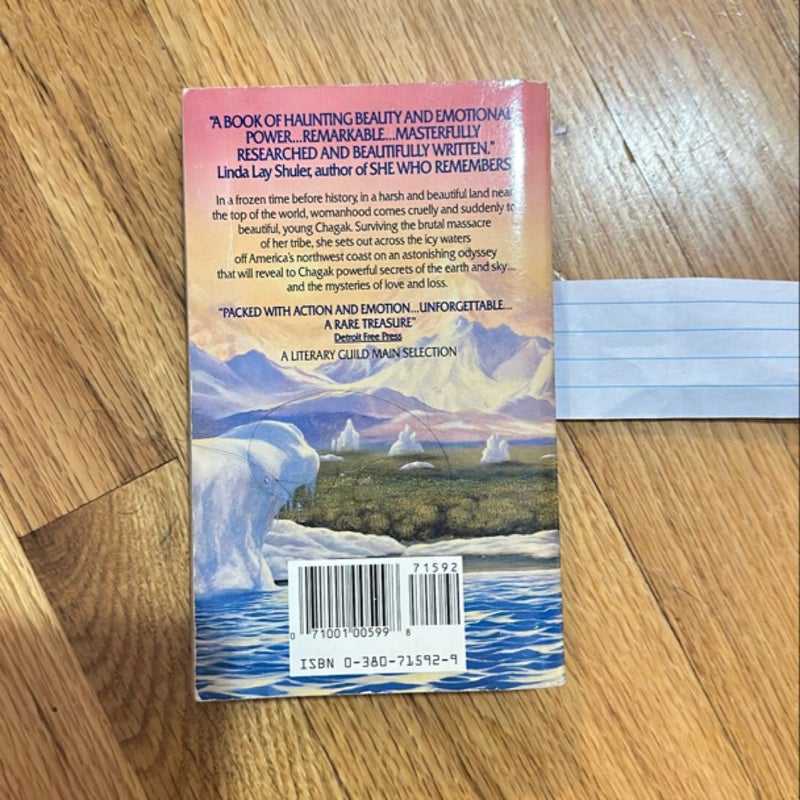 "A BOOK OF HAUNTING BEAUTY AND EMOTIONAL
POWER...REMARKABLE...MASTERFULLY
RESEARCHED AND BEAUTIFULLY WRITTEN."
Linda Lay Shuler, author of SHE WHO REMEMBERS
In a frozen time before history, in a harsh and beautiful land near
the top of the world, womanhood comes cruelly and suddenly to
beautiful, young Chagak. Surviving the brutal massacre
of her tribe, she sets out across the icy waters
off America's northwest coast on an astonishing odyssey
that will reveal to Chagak powerful secrets of the earth and sky...
and the mysteries of love and loss.
"PACKED WITH ACTION AND EMOTION...UNFORGETTABLE...
A RARE TREASURE"
Detroit Free Press
A LITERARY GUILD MAIN SELECTION
71592
0 71001 00599 8
ISBN 0-380-71592-9